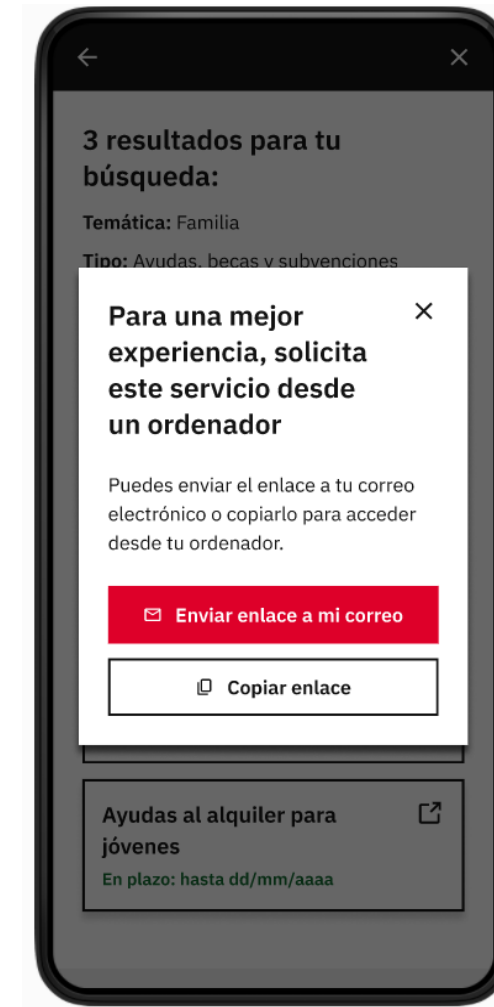 3 resultados para tu
búsqueda:
Temática: Familia
Tipo: Ayudas, becas y subvenciones
Para una mejor
experiencia, solicita
este servicio desde
un ordenador
Puedes enviar el enlace a tu correo
electrónico o copiarlo para acceder
desde tu ordenador.
Enviar enlace a mi correo
Copiar enlace
Ayudas al alquiler para
jóvenes
En plazo: hasta dd/mm/aaaa